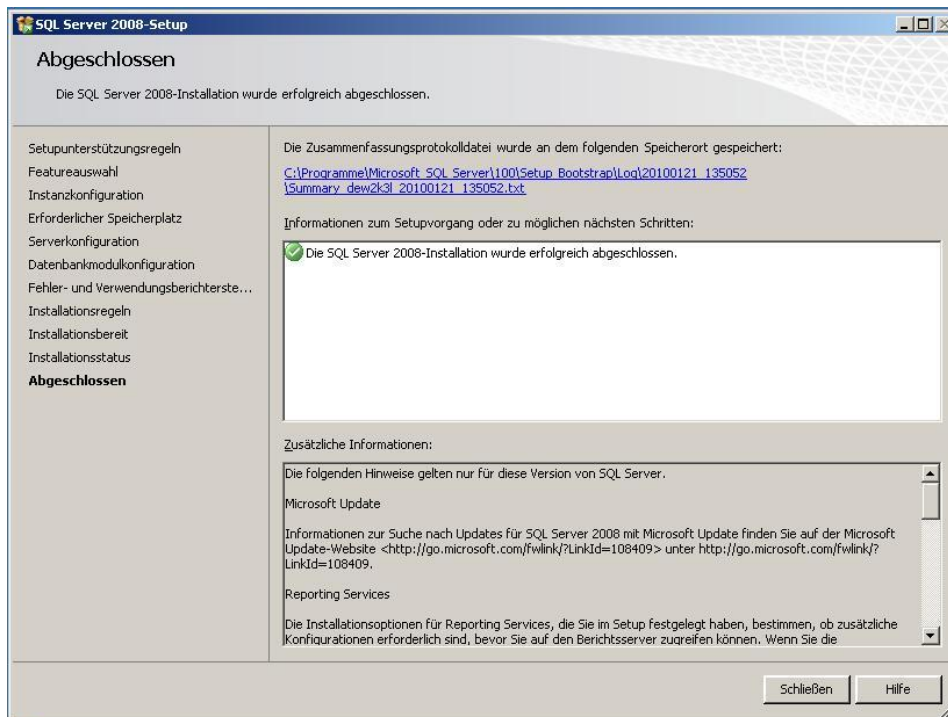 SQL Server 2008-Setup
Abgeschlossen
Die SQL Server 2008-Installation wurde erfolgreich abgeschlossen.
Setupunterstützungsregeln
Featureauswahl
Instanzkonfiguration
Erforderlicher Speicherplatz
Serverkonfiguration
Datenbankmodulkonfiguration
Fehler- und Verwendungsberichterste...
Installationsregeln
Installationsbereit
Installationsstatus
Abgeschlossen
Die Zusammenfassungsprotokolldatei wurde an dem folgenden Speicherort gespeichert:
C:\Programme\Microsoft SQL Server\100\Setup Bootstrap\Log\20100121_135052
\Summary_dew2k3l_20100121_135052.txt
Informationen zum Setupvorgang oder zu möglichen nächsten Schritten:
Die SQL Server 2008-Installation wurde erfolgreich abgeschlossen.
Zusätzliche Informationen:
Die folgenden Hinweise gelten nur für diese Version von SQL Server.
Microsoft Update
Informationen zur Suche nach Updates für SQL Server 2008 mit Microsoft Update finden Sie auf der Microsoft
Update-Website <http://go.microsoft.com/fwlink/?LinkId=108409> unter http://go.microsoft.com/fwlink/?
LinkId=108409.
Reporting Services
Die Installationsoptionen für Reporting Services, die Sie im Setup festgelegt haben, bestimmen, ob zusätzliche
Konfigurationen erforderlich sind, bevor Sie auf den Berichtsserver zugreifen können. Wenn Sie die
Schließen
Hilfe